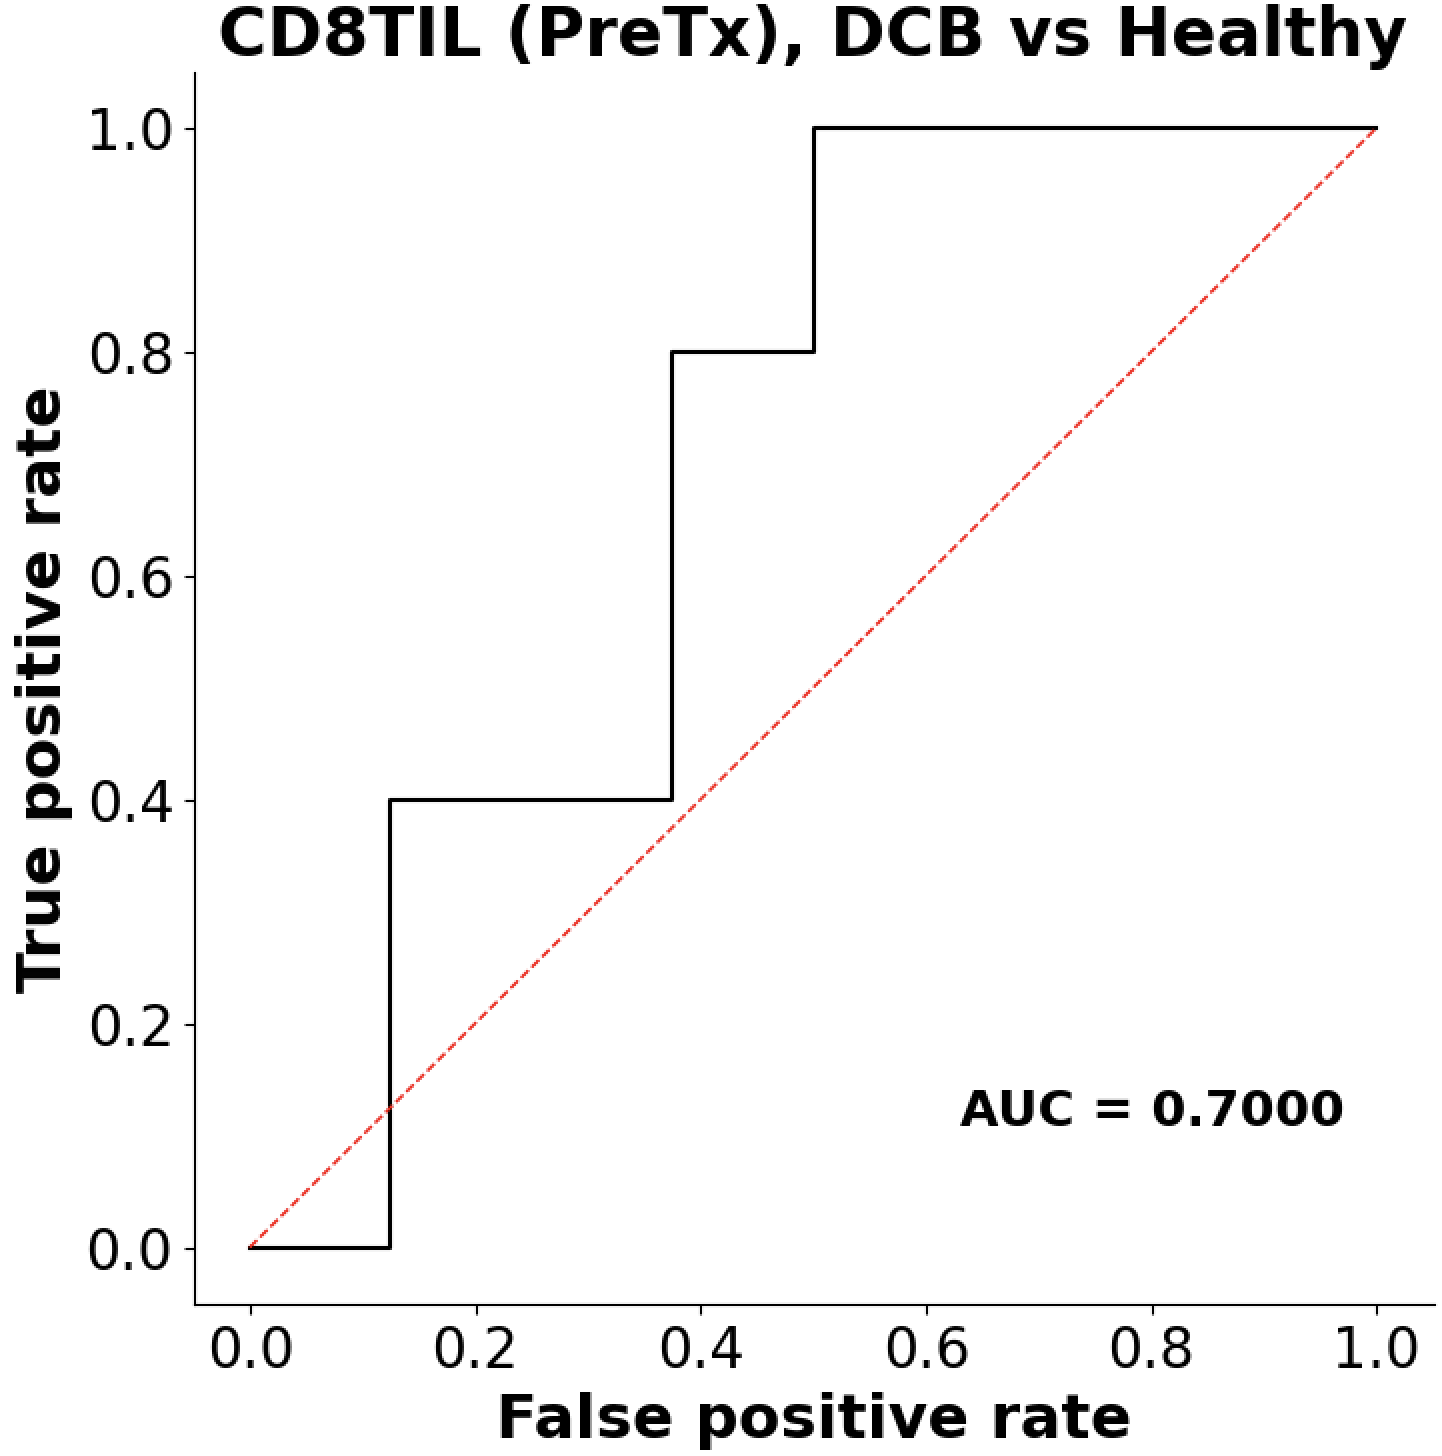 CD8TIL (PreTx), DCB vs Healthy
True positive rate
1.0
0.8
0.6
0.4
0.2
0.0
AUC = 0.7000
0.0 0.2 0.4 0.6 0.8 1.0
False positive rate